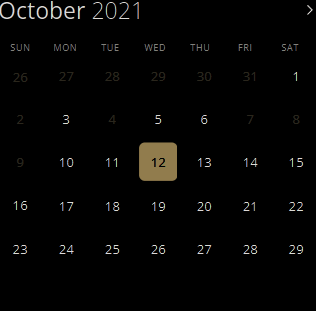 October 2021
SUN MON TUE WED THU FRI SAT
26 27 28 29 30 31 1
2 3 4 5 6 7 8
9 10 11 12 13 14 15
16 17 18 19 20 21 22
23 24 25 26 27 28 29